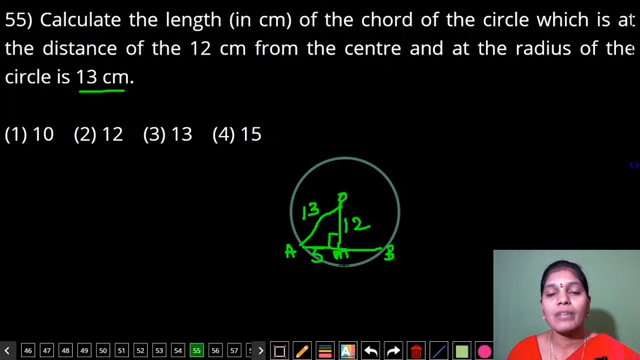 55) Calculate the length (in cm) of the chord of the circle which is at
the distance of the 12 cm from the centre and at the radius of the
circle is 13 cm.
(1) 10 (2) 12 (3) 13 (4) 15
O
13
12
A 5 m B
46 47 48 49 50 51 52 53 54 55 56 57